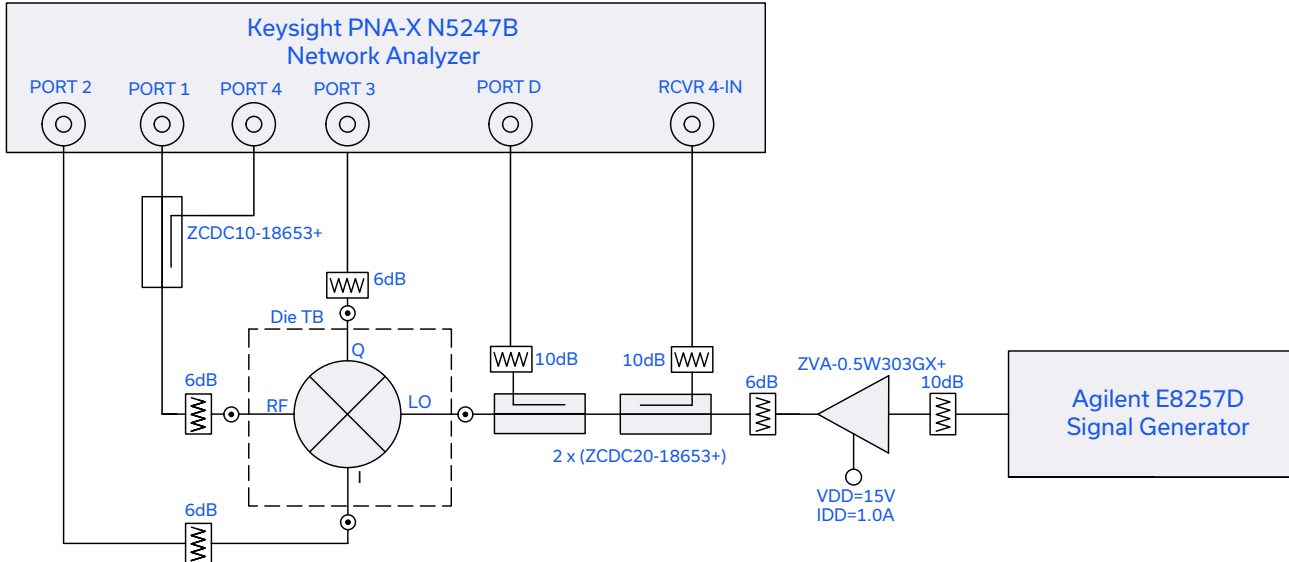 Keysight PNA-X N5247B
Network Analyzer
PORT 2
PORT 1
PORT 4
PORT 3
PORT D
RCVR 4-IN
ZCDC10-18653+
6dB
Die TB
Q
10dB
10dB
ZVA-0.5W303GX+
6dB
6dB
10dB
RF
LO
Agilent E8257D
Signal Generator
2 x (ZCDC20-18653+)
I
VDD=15V
IDD=1.0A
6dB